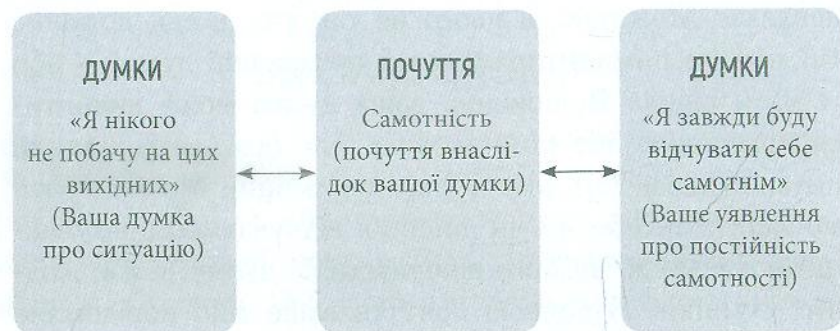 ДУМКИ
«Я нікого
не побачу на цих
вихідних»
(Ваша думка
про ситуацію)
ПОЧУТТЯ
Самотність
(почуття внаслі-
док вашої думки)
ДУМКИ
«Я завжди буду
відчувати себе
самотнім»
(Ваше уявлення
про постійність
самотності)